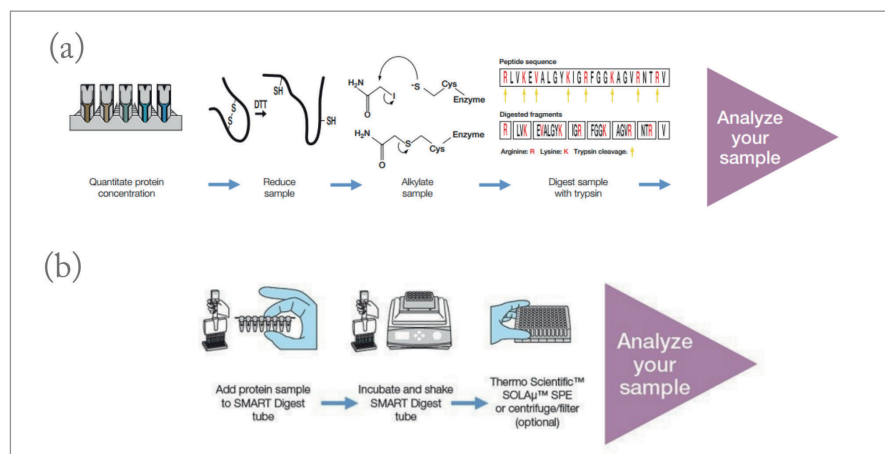 (a)
S
S
DTT
SH
SH
H₂N
O
I
-S
Cys
Enzyme
H₂N
O
S
Cys
Enzyme
Peptide sequence
R L V K E V A L G Y K I G R F G G K A G V R N T R V
Digested fragments
R LVK EVALGYK IGR FGGK AGVR NTR V
Arginine: R Lysine: K Trypsin cleavage:
Analyze
your
sample
Quantitate protein
concentration
Reduce
sample
Alkylate
sample
Digest sample
with trypsin
(b)
Analyze
your
sample
Add protein sample
to SMART Digest
tube
Incubate and shake
SMART Digest
tube
Thermo Scientific™
SOLAµ™ SPE
or centrifuge/filter
(optional)